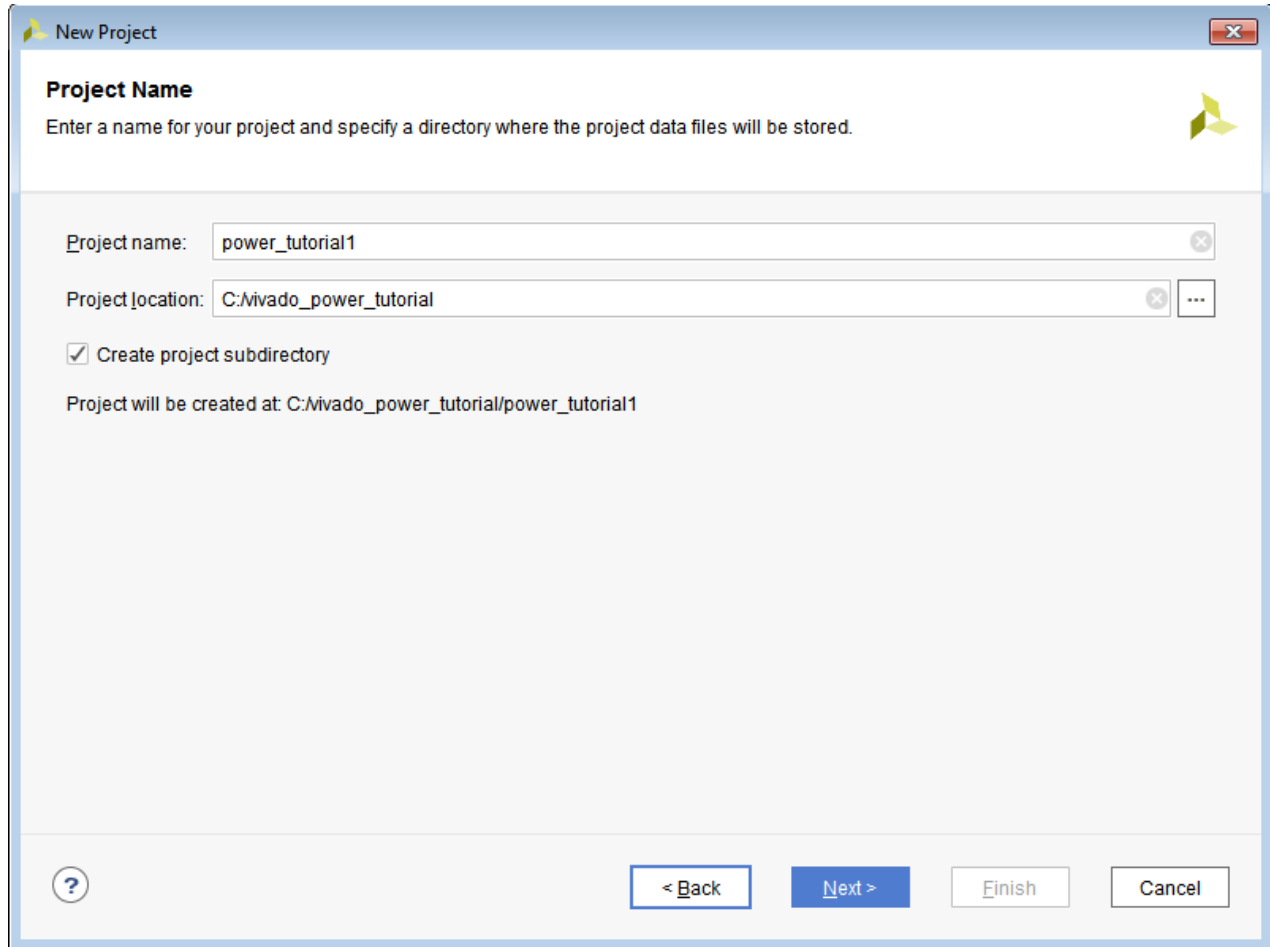 New Project
Project Name
Enter a name for your project and specify a directory where the project data files will be stored.
Project name: power_tutorial1
Project location: C:/vivado_power_tutorial ...
Create project subdirectory
Project will be created at: C:/vivado_power_tutorial/power_tutorial1
? < Back Next > Finish Cancel